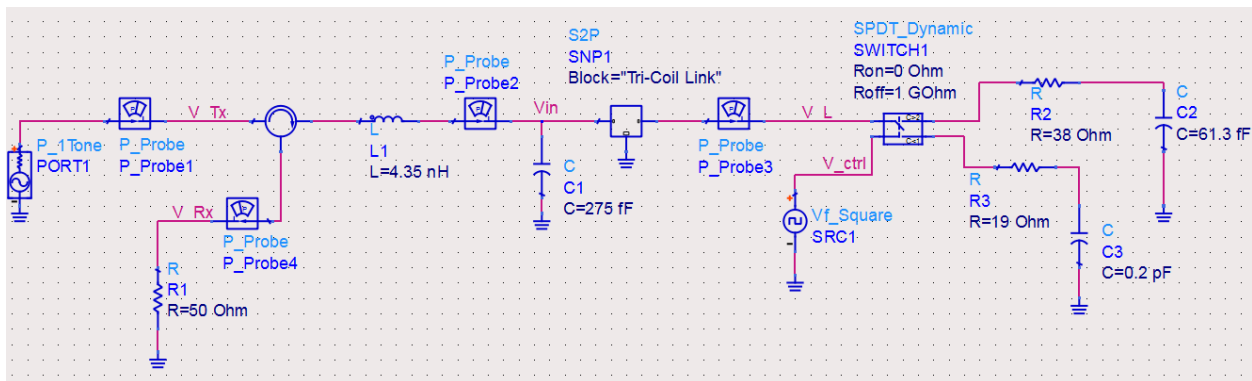 P_1Tone
PORT1
P_Probe
P_Probe1
V_Tx
V_Rx
P_Probe
P_Probe4
R
R1
R=50 Ohm
L
L1
L=4.35 nH
P_Probe
P_Probe2
Vin
C
C1
C=275 fF
S2P
SNP1
Block="Tri-Coil Link"
P_Probe
P_Probe3
V_L
V_ctrl
Vf_Square
SRC1
SPDT_Dynamic
SWITCH1
Ron=0 Ohm
Roff=1 GOhm
R
R2
R=38 Ohm
C
C2
C=61.3 fF
R
R3
R=19 Ohm
C
C3
C=0.2 pF